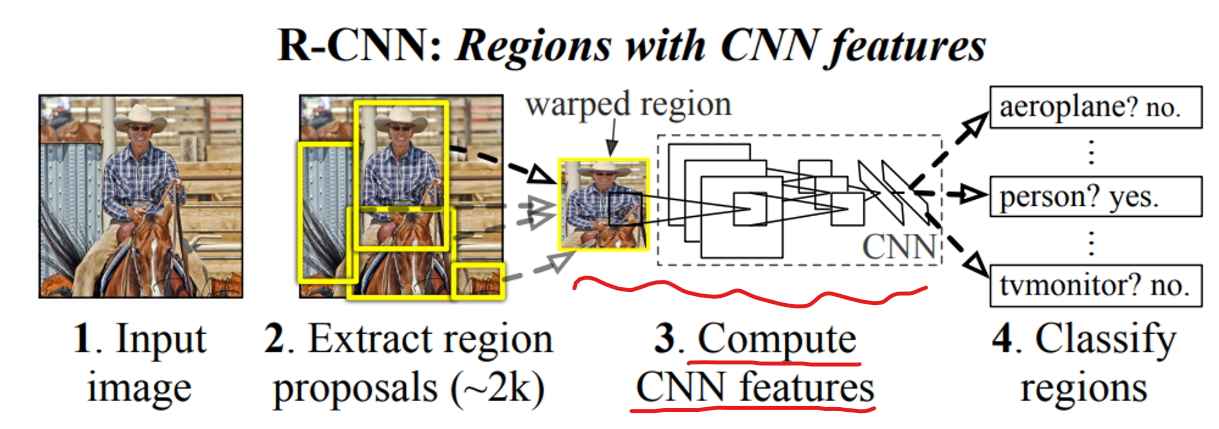 R-CNN: Regions with CNN features
warped region
aeroplane? no.
person? yes.
CNN
tvmonitor? no.
1. Input
image
2. Extract region
proposals (~2k)
3. Compute
CNN features
4. Classify
regions